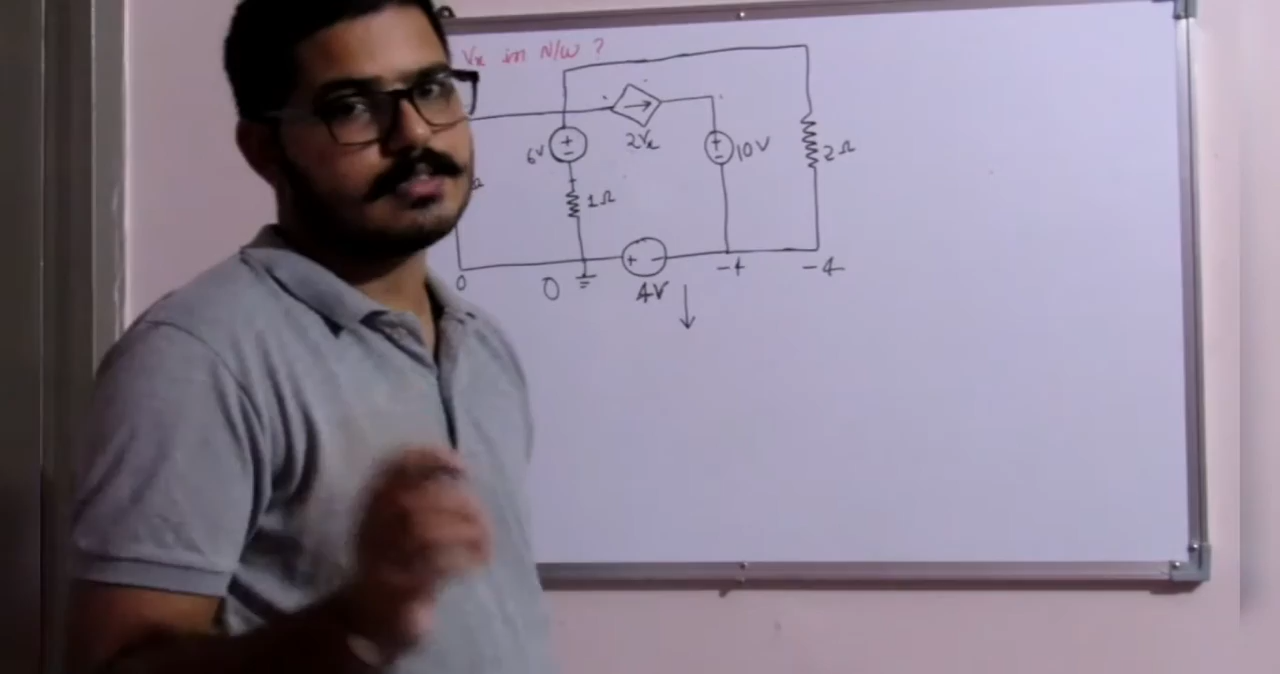 Vx in N/W ?
2Vx
6V
10V
2Ω
1Ω
+
-
+
-
+ -
0
0
4V
-4
-4